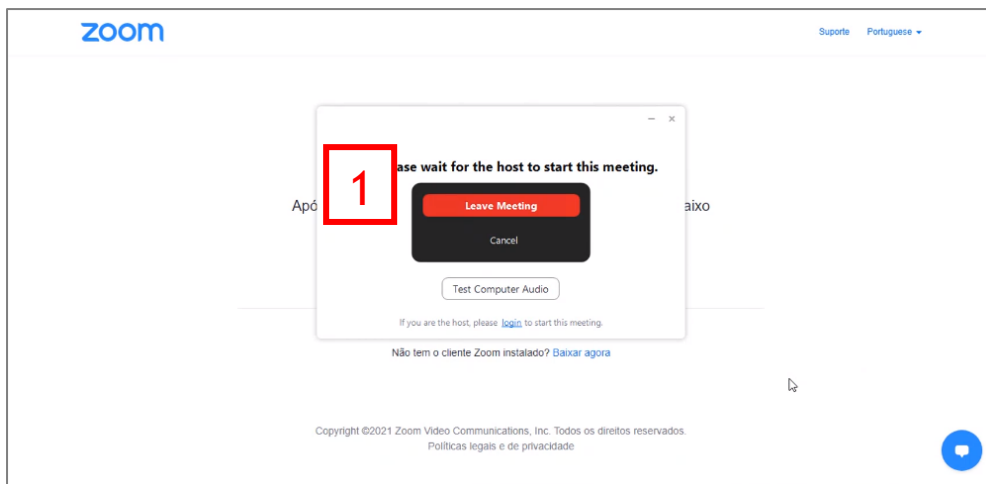 zoom
Suporte Portuguese
ase wait for the host to start this meeting.
1
Leave Meeting
Apó aixo
Cancel
Test Computer Audio
If you are the host, please login to start this meeting.
Não tem o cliente Zoom instalado? Baixar agora
Copyright ©2021 Zoom Video Communications, Inc. Todos os direitos reservados.
Políticas legais e de privacidade